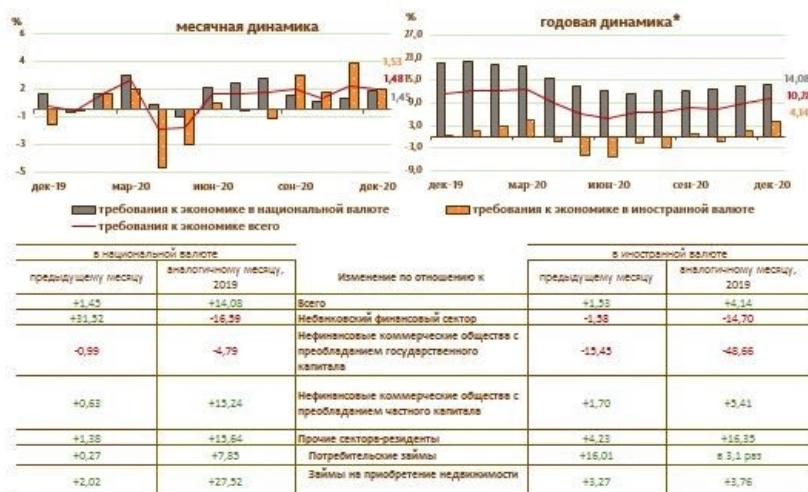 %
месячная динамика
6
4
2
-1
-3
-5
1,53
1,481
1,45
дек-19
мар-20
июн-20
сен-20
дек-20
%
годовая динамика*
27,0
23,0
15,0
9,0
3,0
-3,0
-9,0
14,08
10,28
4,14
дек-19
мар-20
июн-20
сен-20
дек-20
требования к экономике в национальной валюте
требования к экономике в иностранной валюте
требования к экономике всего
в национальной валюте
в иностранной валюте
предыдущему месяцу
аналогичному месяцу,
2019
Изменение по отношению к
предыдущему месяцу
аналогичному месяцу,
2019
+1,45 +14,08 Всего +1,53 +4,14
+31,52 -16,59 Небанковский финансовый сектор -1,58 -14,70
-0,99 -4,79 Нефинансовые коммерческие общества с
преобладанием государственного
капитала -15,45 -48,66
+0,63 +15,24 Нефинансовые коммерческие общества с
преобладанием частного капитала +1,70 +5,41
+1,38 +15,64 Прочие сектора-резиденты +4,23 +16,35
+0,27 +7,85 Потребительские займы +16,01 в 3,1 раз
+2,02 +27,52 Займы на приобретение недвижимости +3,27 +3,76